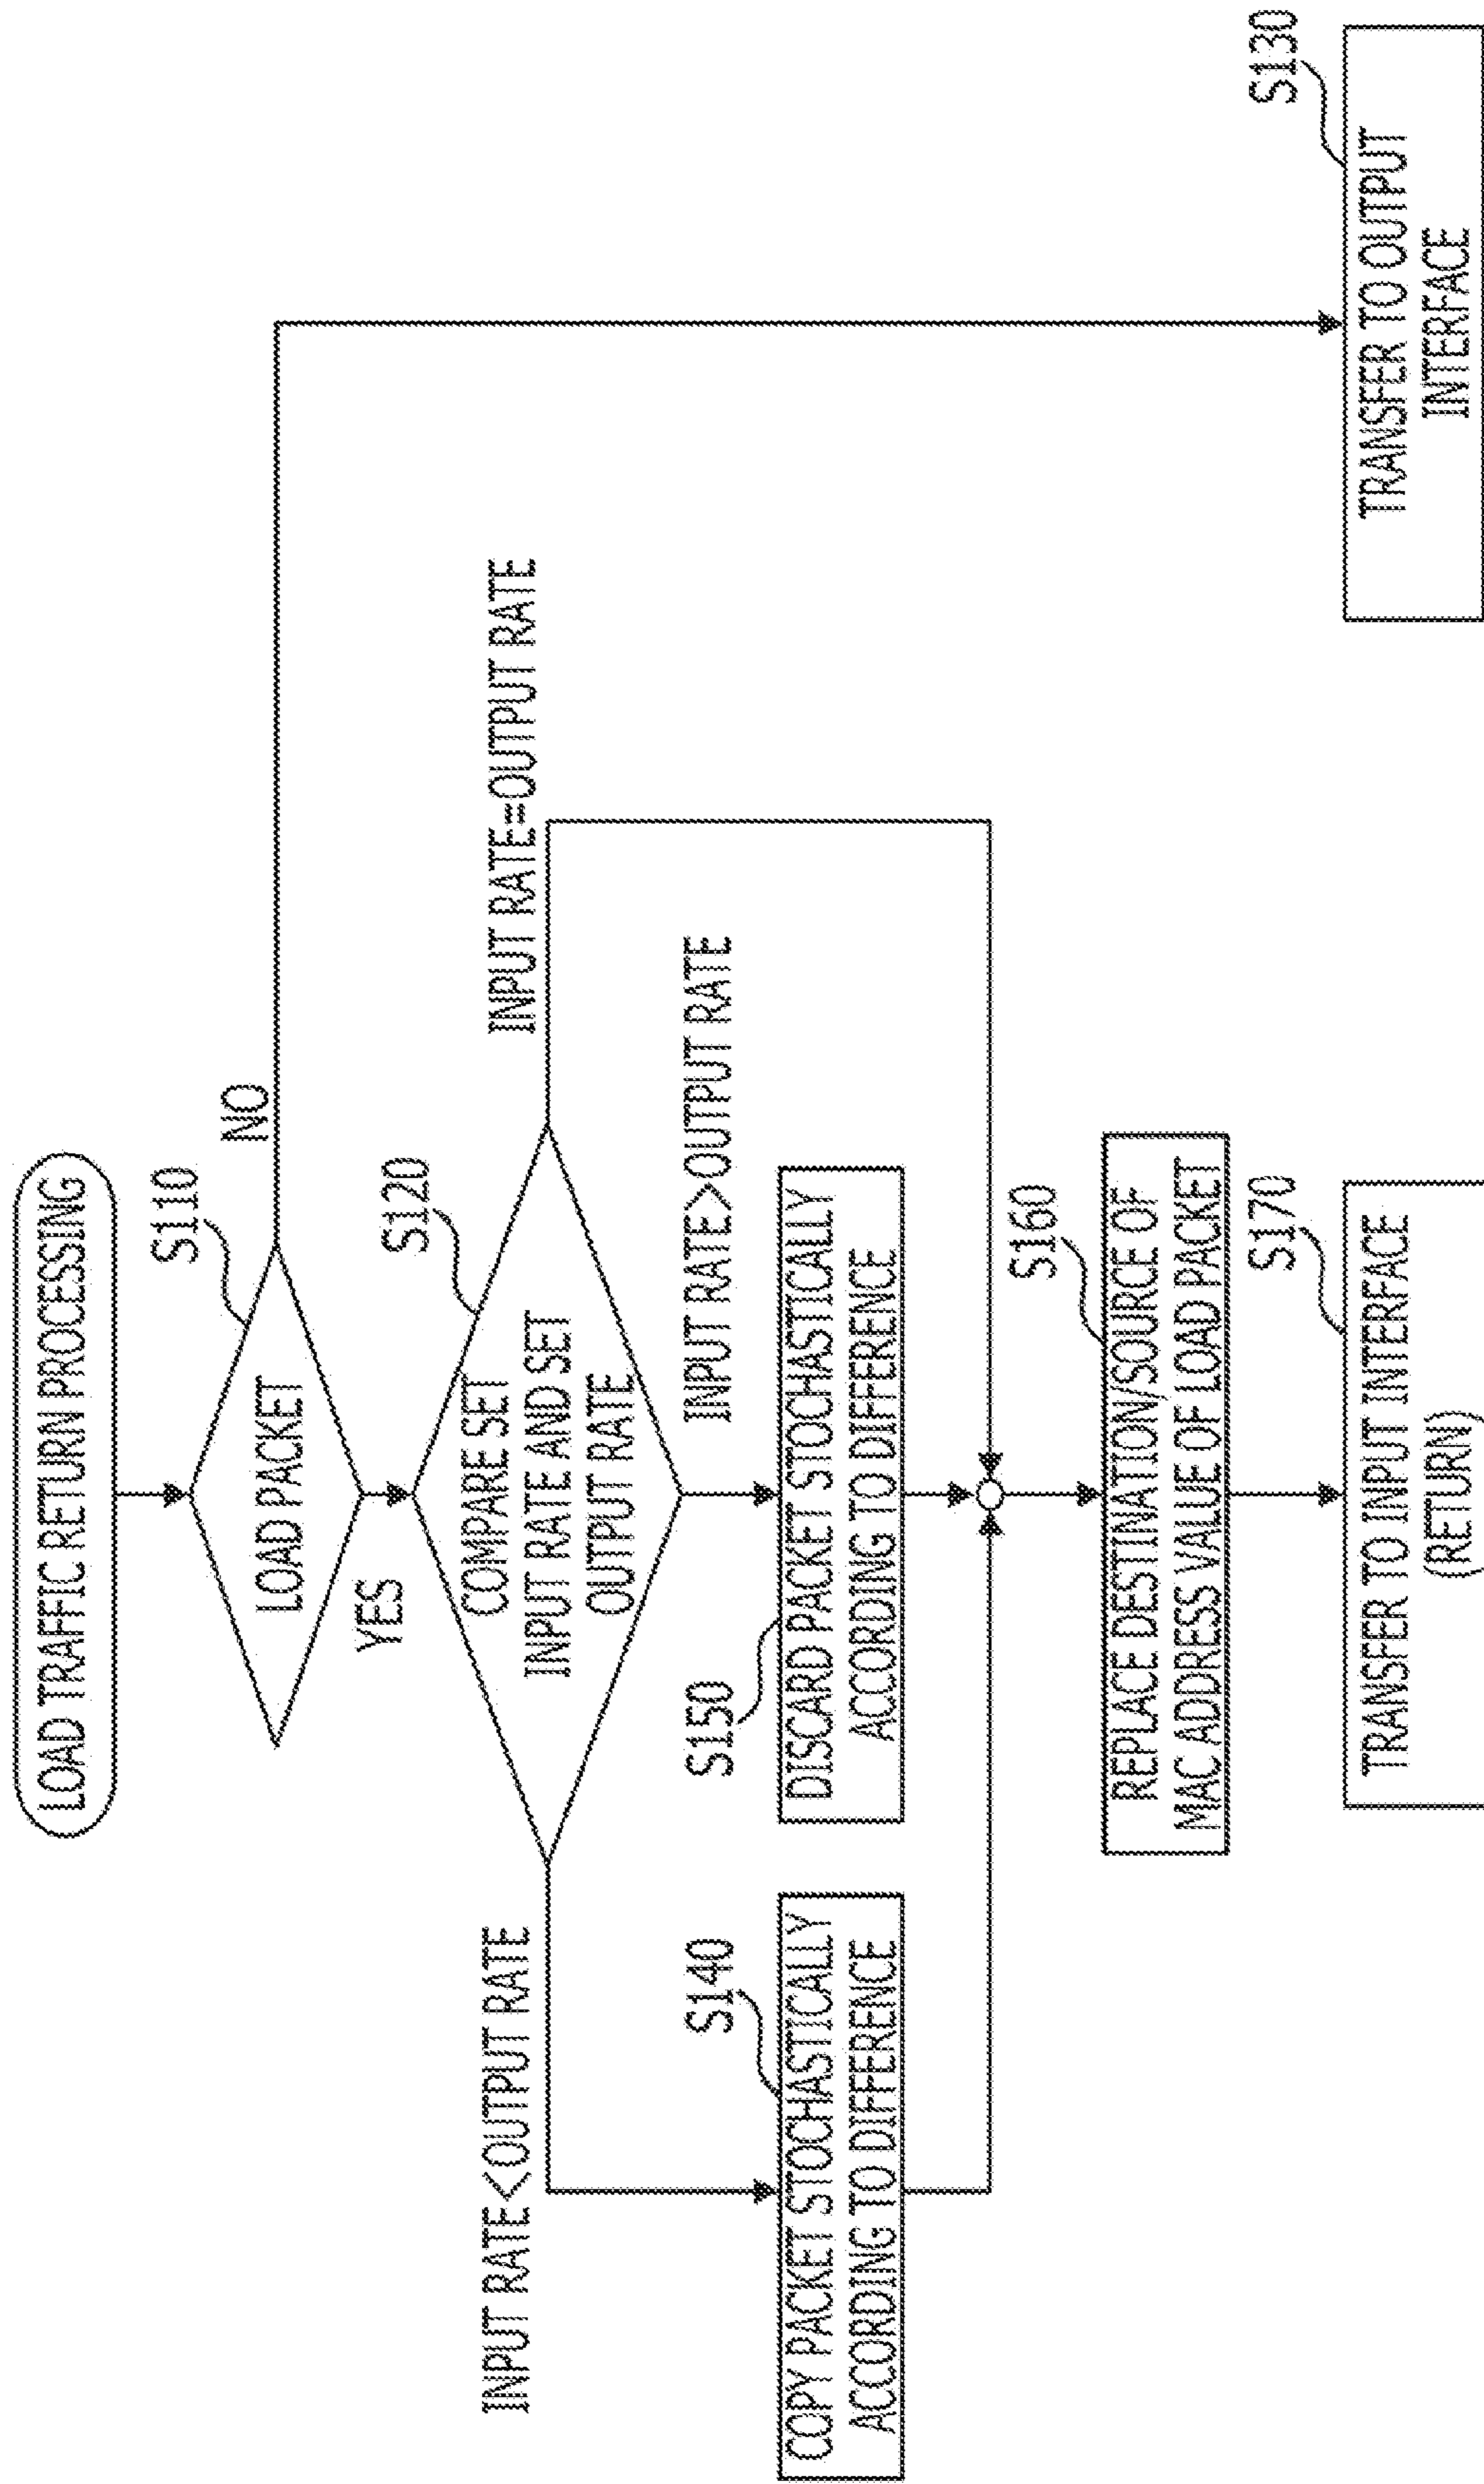 LOAD TRAFFIC RETURN PROCESSING
S110
LOAD PACKET
NO
YES
S120
COMPARE SET
INPUT RATE AND SET
OUTPUT RATE
INPUT RATE<OUTPUT RATE
INPUT RATE=OUTPUT RATE
INPUT RATE>OUTPUT RATE
S140
COPY PACKET STOCHASTICALLY
ACCORDING TO DIFFERENCE
S150
DISCARD PACKET STOCHASTICALLY
ACCORDING TO DIFFERENCE
S160
REPLACE DESTINATION/SOURCE OF
MAC ADDRESS VALUE OF LOAD PACKET
S170
TRANSFER TO INPUT INTERFACE
(RETURN)
S130
TRANSFER TO OUTPUT
INTERFACE